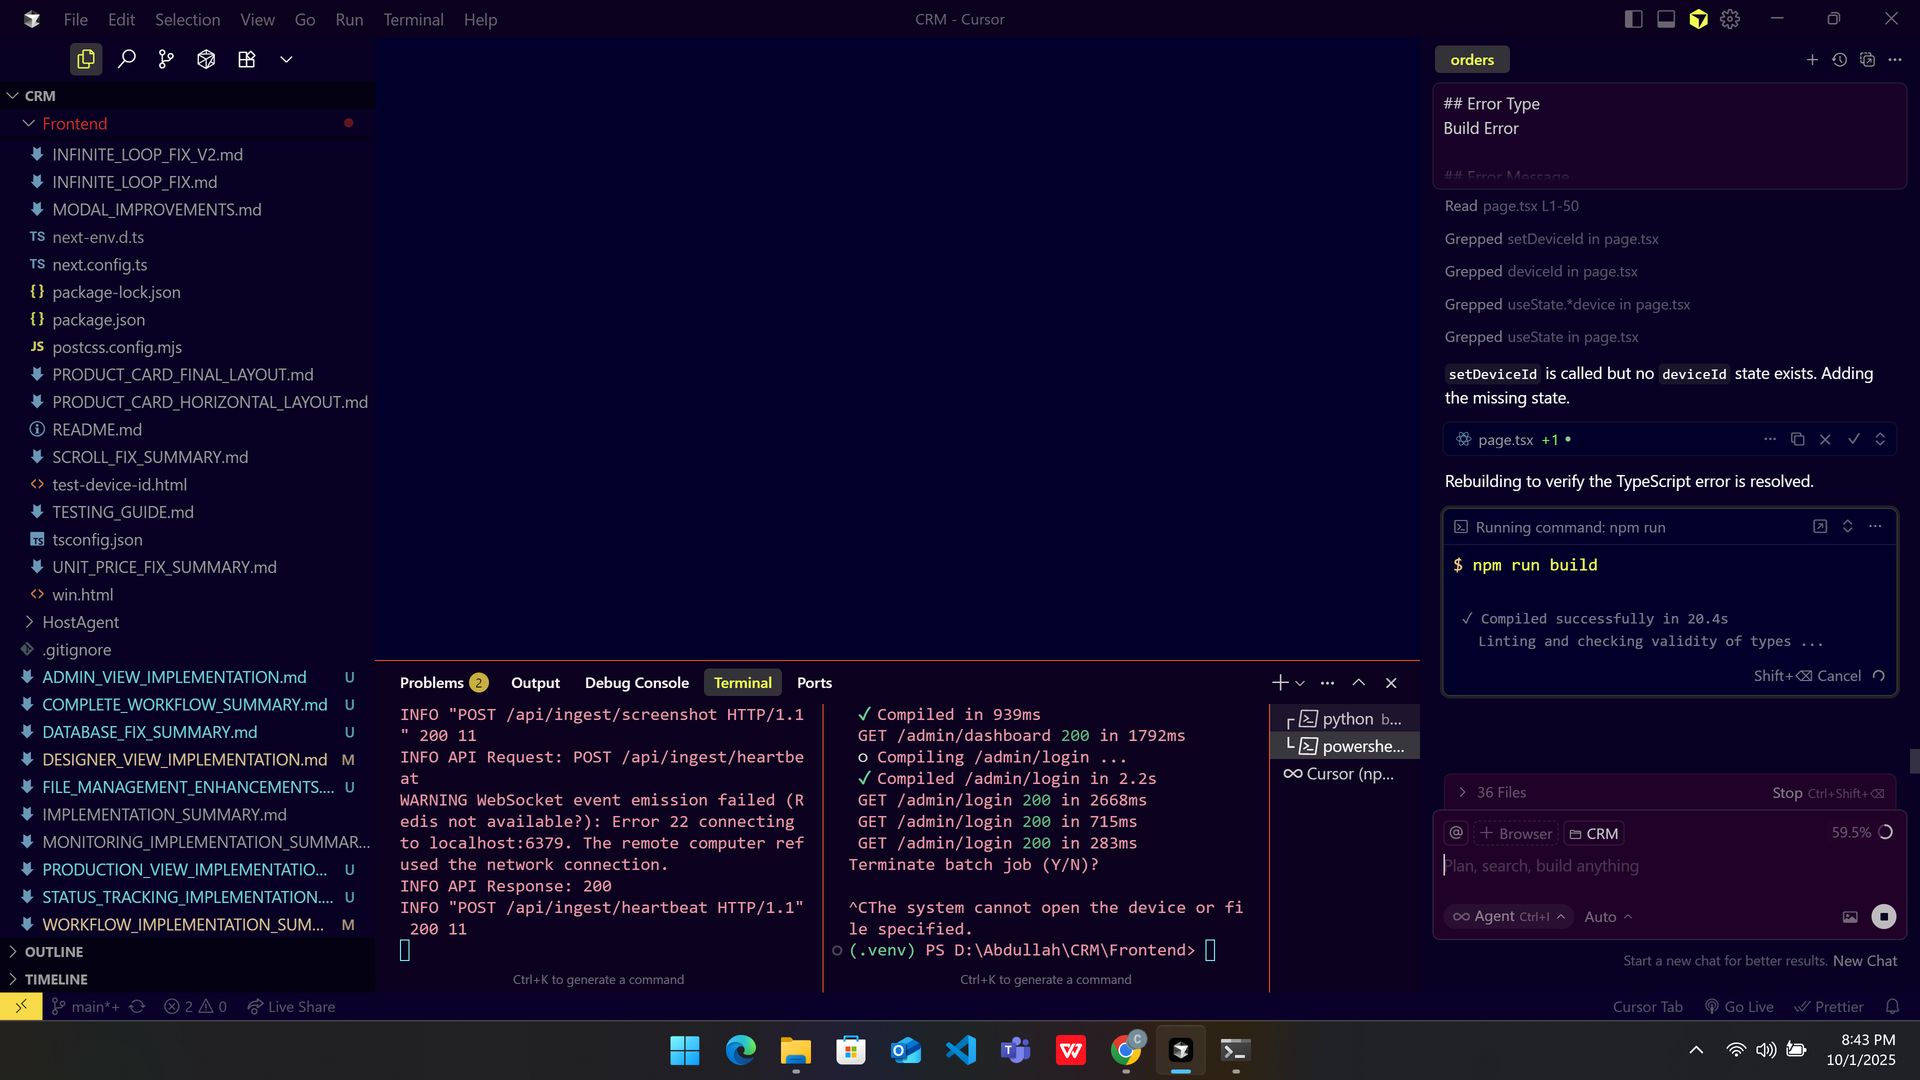 File Edit Selection View Go Run Terminal Help
CRM - Cursor
CRM
Frontend
INFINITE_LOOP_FIX_V2.md
INFINITE_LOOP_FIX.md
MODAL_IMPROVEMENTS.md
TS next-env.d.ts
TS next.config.ts
{} package-lock.json
{} package.json
JS postcss.config.mjs
PRODUCT_CARD_FINAL_LAYOUT.md
PRODUCT_CARD_HORIZONTAL_LAYOUT.md
README.md
SCROLL_FIX_SUMMARY.md
<> test-device-id.html
TESTING_GUIDE.md
TS tsconfig.json
UNIT_PRICE_FIX_SUMMARY.md
<> win.html
HostAgent
.gitignore
ADMIN_VIEW_IMPLEMENTATION.md U
COMPLETE_WORKFLOW_SUMMARY.md U
DATABASE_FIX_SUMMARY.md U
DESIGNER_VIEW_IMPLEMENTATION.md M
FILE_MANAGEMENT_ENHANCEMENTS.... U
IMPLEMENTATION_SUMMARY.md
MONITORING_IMPLEMENTATION_SUMMAR...
PRODUCTION_VIEW_IMPLEMENTATIO... U
STATUS_TRACKING_IMPLEMENTATION.... U
WORKFLOW_IMPLEMENTATION_SUM... M
OUTLINE
TIMELINE
Problems 2 Output Debug Console Terminal Ports
INFO "POST /api/ingest/screenshot HTTP/1.1
" 200 11
INFO API Request: POST /api/ingest/heartbe
at
WARNING WebSocket event emission failed (R
edis not available?): Error 22 connecting
to localhost:6379. The remote computer ref
used the network connection.
INFO API Response: 200
INFO "POST /api/ingest/heartbeat HTTP/1.1"
200 11
Ctrl+K to generate a command
✓ Compiled in 939ms
GET /admin/dashboard 200 in 1792ms
○ Compiling /admin/login ...
✓ Compiled /admin/login in 2.2s
GET /admin/login 200 in 2668ms
GET /admin/login 200 in 715ms
GET /admin/login 200 in 283ms
Terminate batch job (Y/N)?
^CThe system cannot open the device or fi
le specified.
(.venv) PS D:\Abdullah\CRM\Frontend>
Ctrl+K to generate a command
python b...
powershe...
Cursor (np...
orders
## Error Type
Build Error
## Error Message
Read page.tsx L1-50
Grepped setDeviceId in page.tsx
Grepped deviceId in page.tsx
Grepped useState.*device in page.tsx
Grepped useState in page.tsx
setDeviceId is called but no deviceId state exists. Adding
the missing state.
page.tsx +1 •
Rebuilding to verify the TypeScript error is resolved.
Running command: npm run
$ npm run build
✓ Compiled successfully in 20.4s
Linting and checking validity of types ...
Shift+⌫ Cancel
36 Files Stop Ctrl+Shift+⌫
@ + Browser CRM 59.5%
Plan, search, build anything
∞ Agent Ctrl+I Auto
Start a new chat for better results. New Chat
main*+ 2 0 Live Share
Cursor Tab Go Live Prettier
8:43 PM
10/1/2025